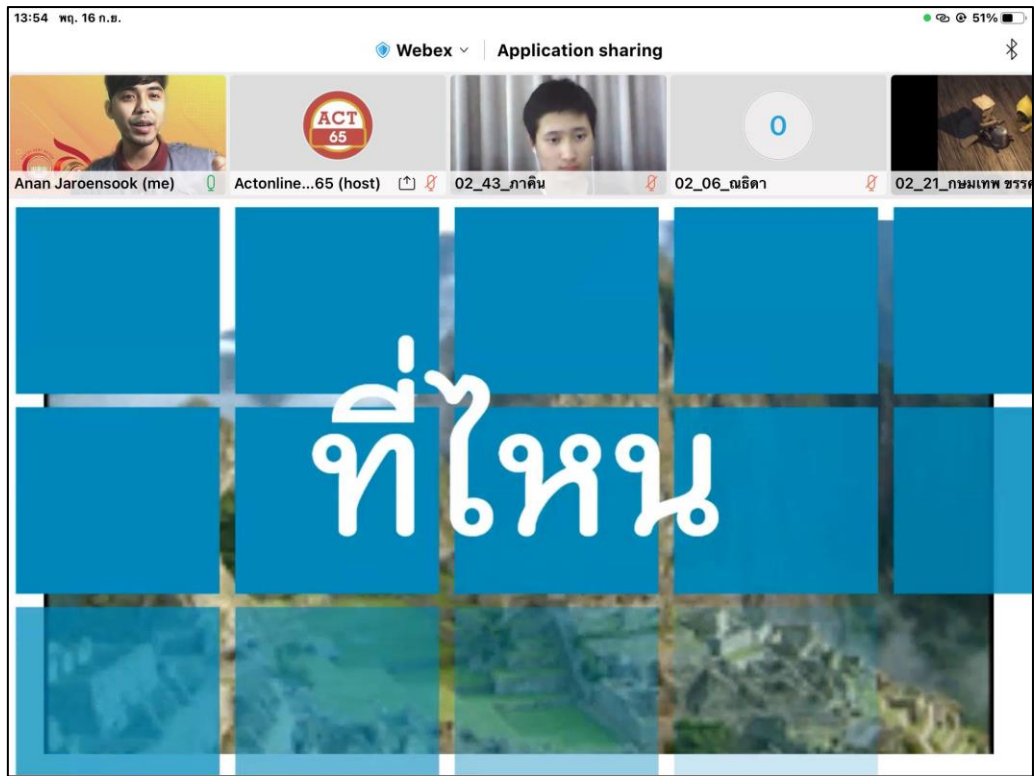 13:54 พฤ. 16 ก.ย.
51%
Webex
Application sharing
ACT
65
0
Anan Jaroensook (me)
Actonline...65 (host)
02_43_ภาคิน
02_06_ณธิดา
02_21_กษมเทพ
ที่ไหน